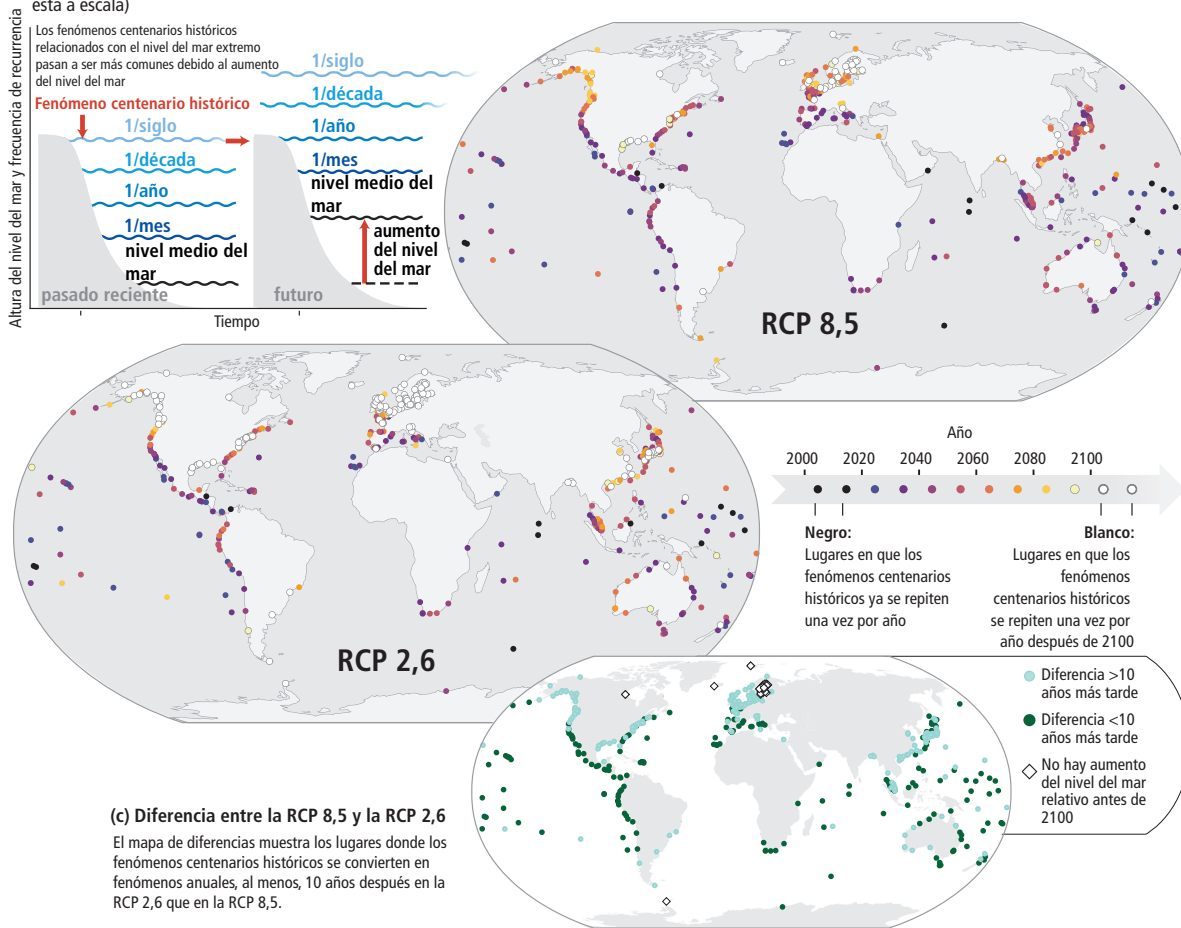 está a escala)
Altura del nivel del mar y frecuencia de recurrencia
Los fenómenos centenarios históricos
relacionados con el nivel del mar extremo
pasan a ser más comunes debido al aumento
del nivel del mar
Fenómeno centenario histórico
1/siglo
1/década
1/año
1/mes
nivel medio del
mar
pasado reciente
1/siglo
1/década
1/año
1/mes
nivel medio del
mar
aumento
del nivel
del mar
futuro
Tiempo
RCP 8,5
RCP 2,6
Año
2000 2020 2040 2060 2080 2100
Negro:
Lugares en que los
fenómenos centenarios
históricos ya se repiten
una vez por año
Blanco:
Lugares en que los
fenómenos
centenarios históricos
se repiten una vez por
año después de 2100
Diferencia >10
años más tarde
Diferencia <10
años más tarde
No hay aumento
del nivel del mar
relativo antes de
2100
(c) Diferencia entre la RCP 8,5 y la RCP 2,6
El mapa de diferencias muestra los lugares donde los
fenómenos centenarios históricos se convierten en
fenómenos anuales, al menos, 10 años después en la
RCP 2,6 que en la RCP 8,5.